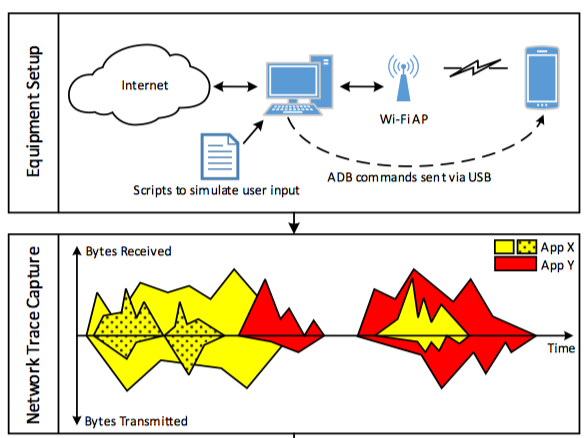 Equipment Setup
Internet
Wi-Fi AP
Scripts to simulate user input
ADB commands sent via USB
Network Trace Capture
Bytes Received
App X
App Y
Time
Bytes Transmitted